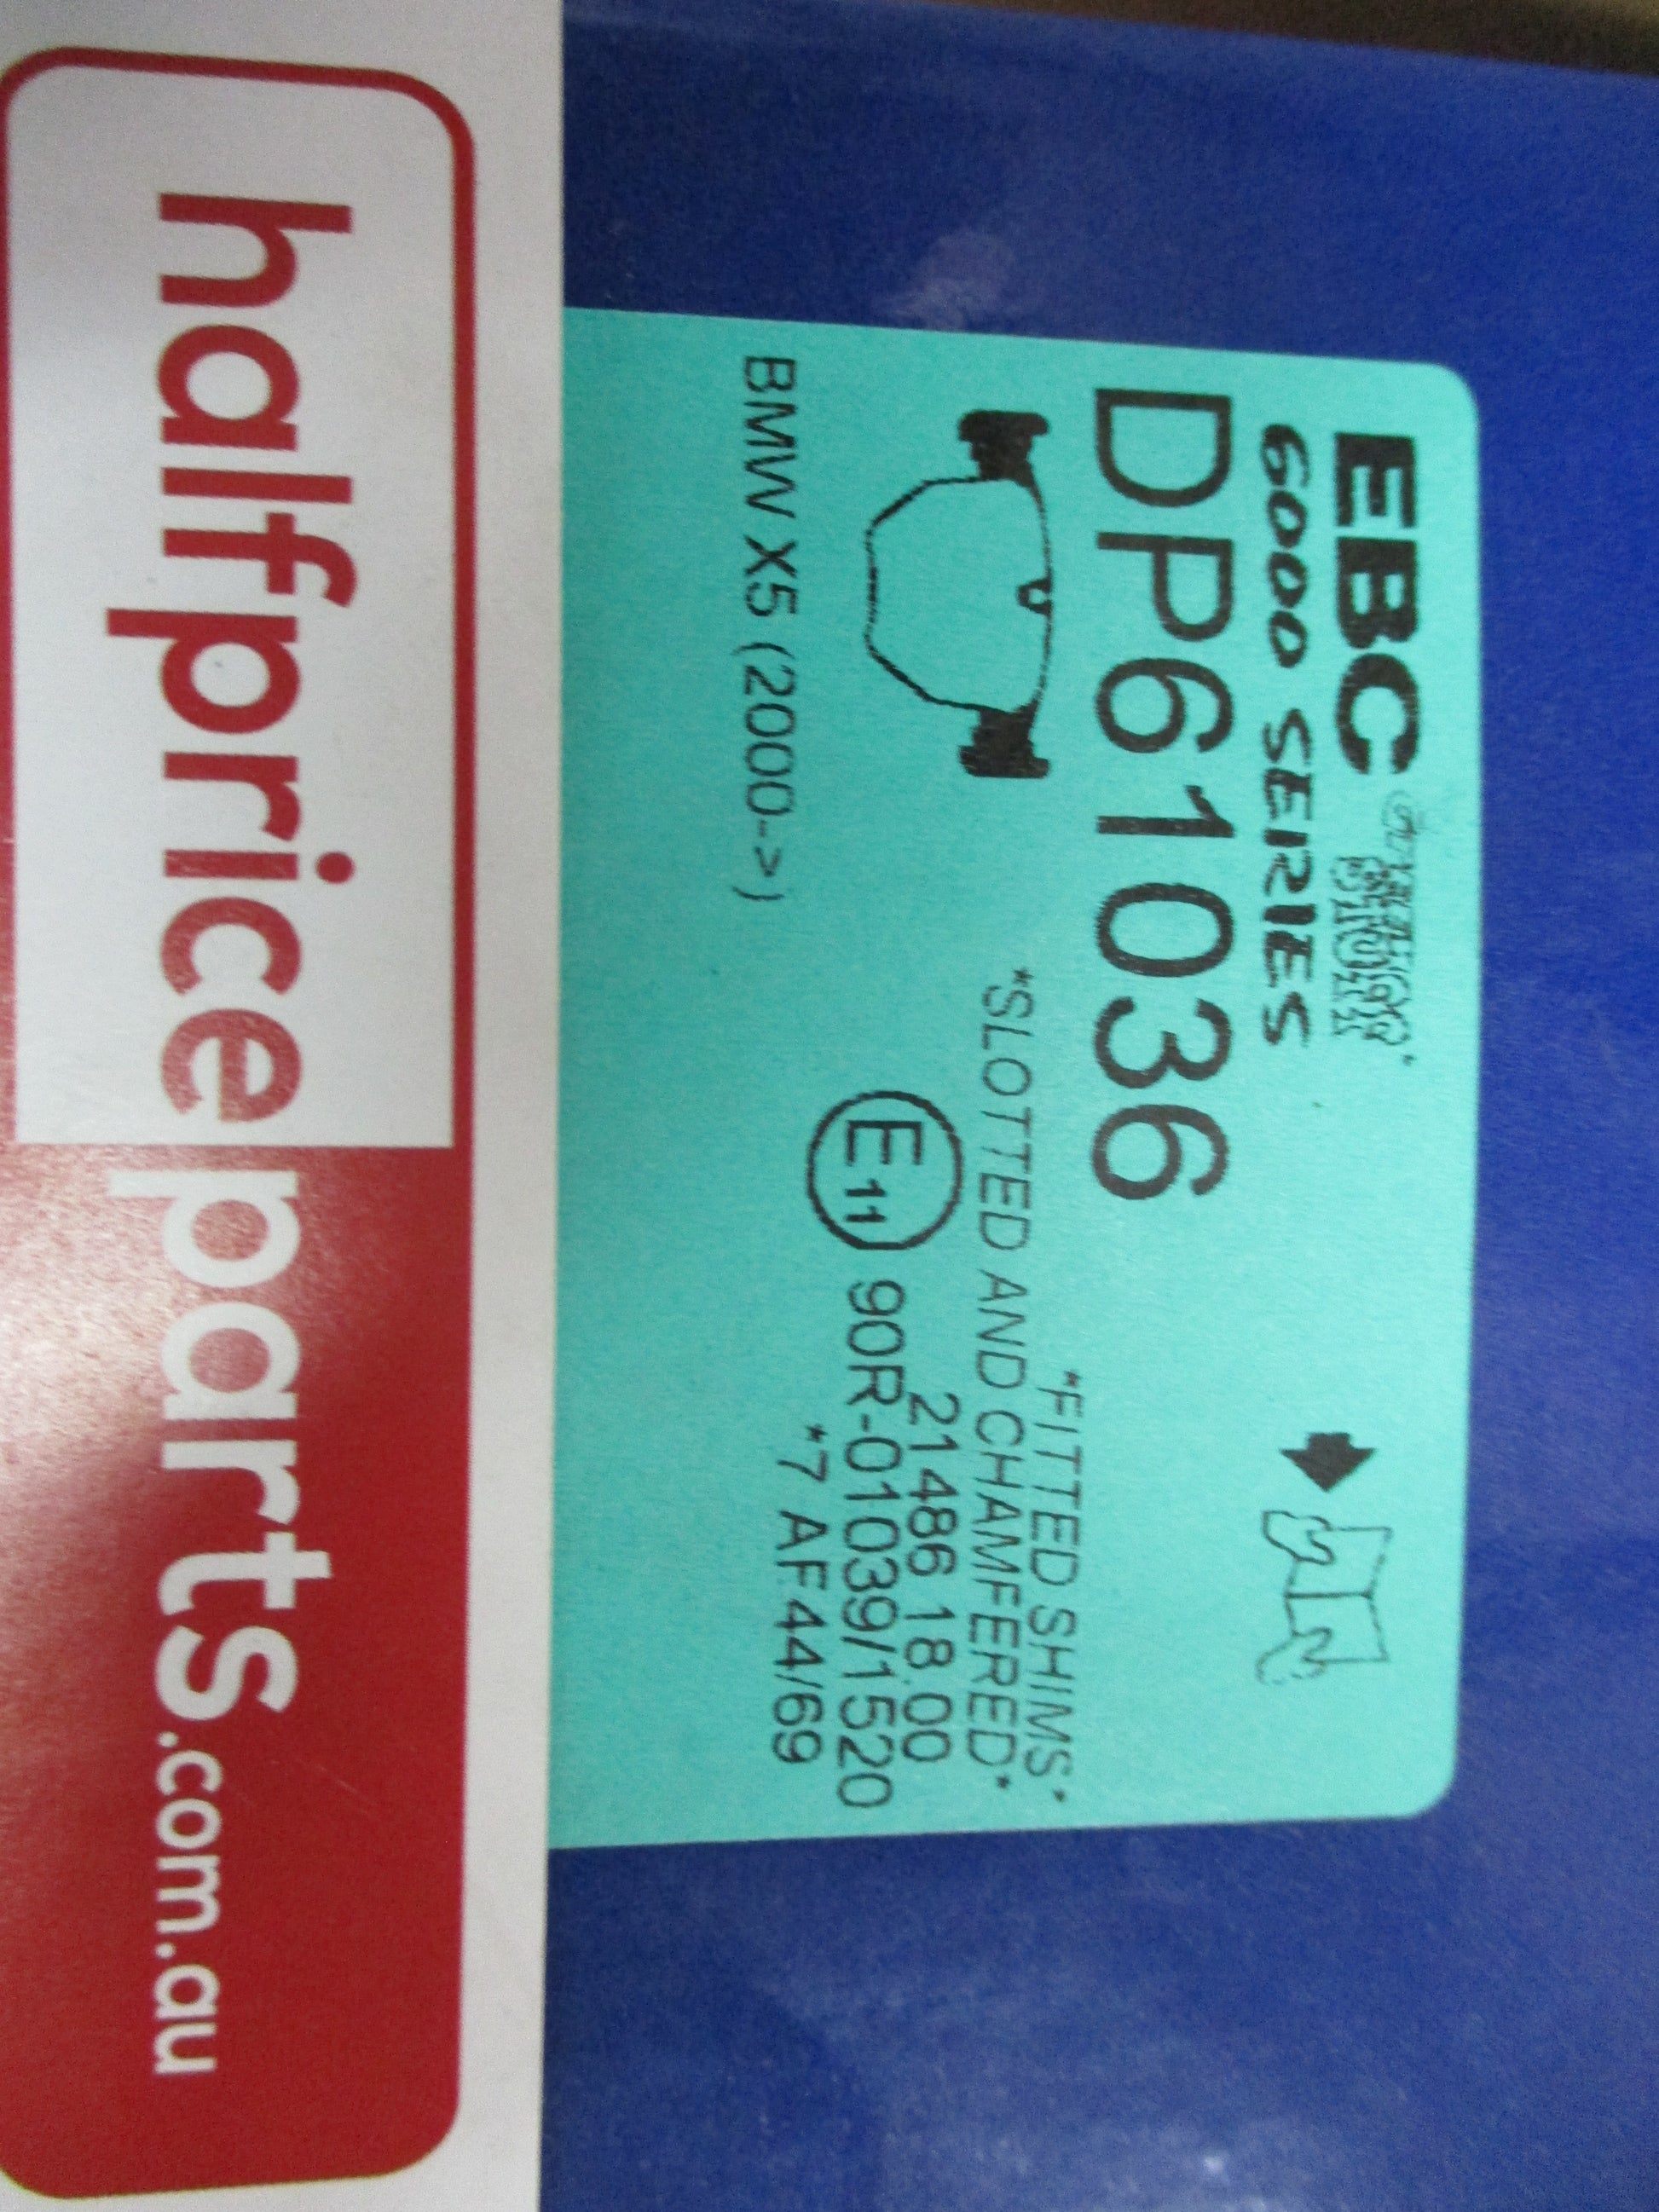 EBC
6000 SERIES
DP61036
*FITTED SHIMS*
*SLOTTED AND CHAMFERED*
21486 18.00
E11 90R-01039/1520
*7 AF44/69
BMW X5 (2000->)
halfpriceparts.com.au